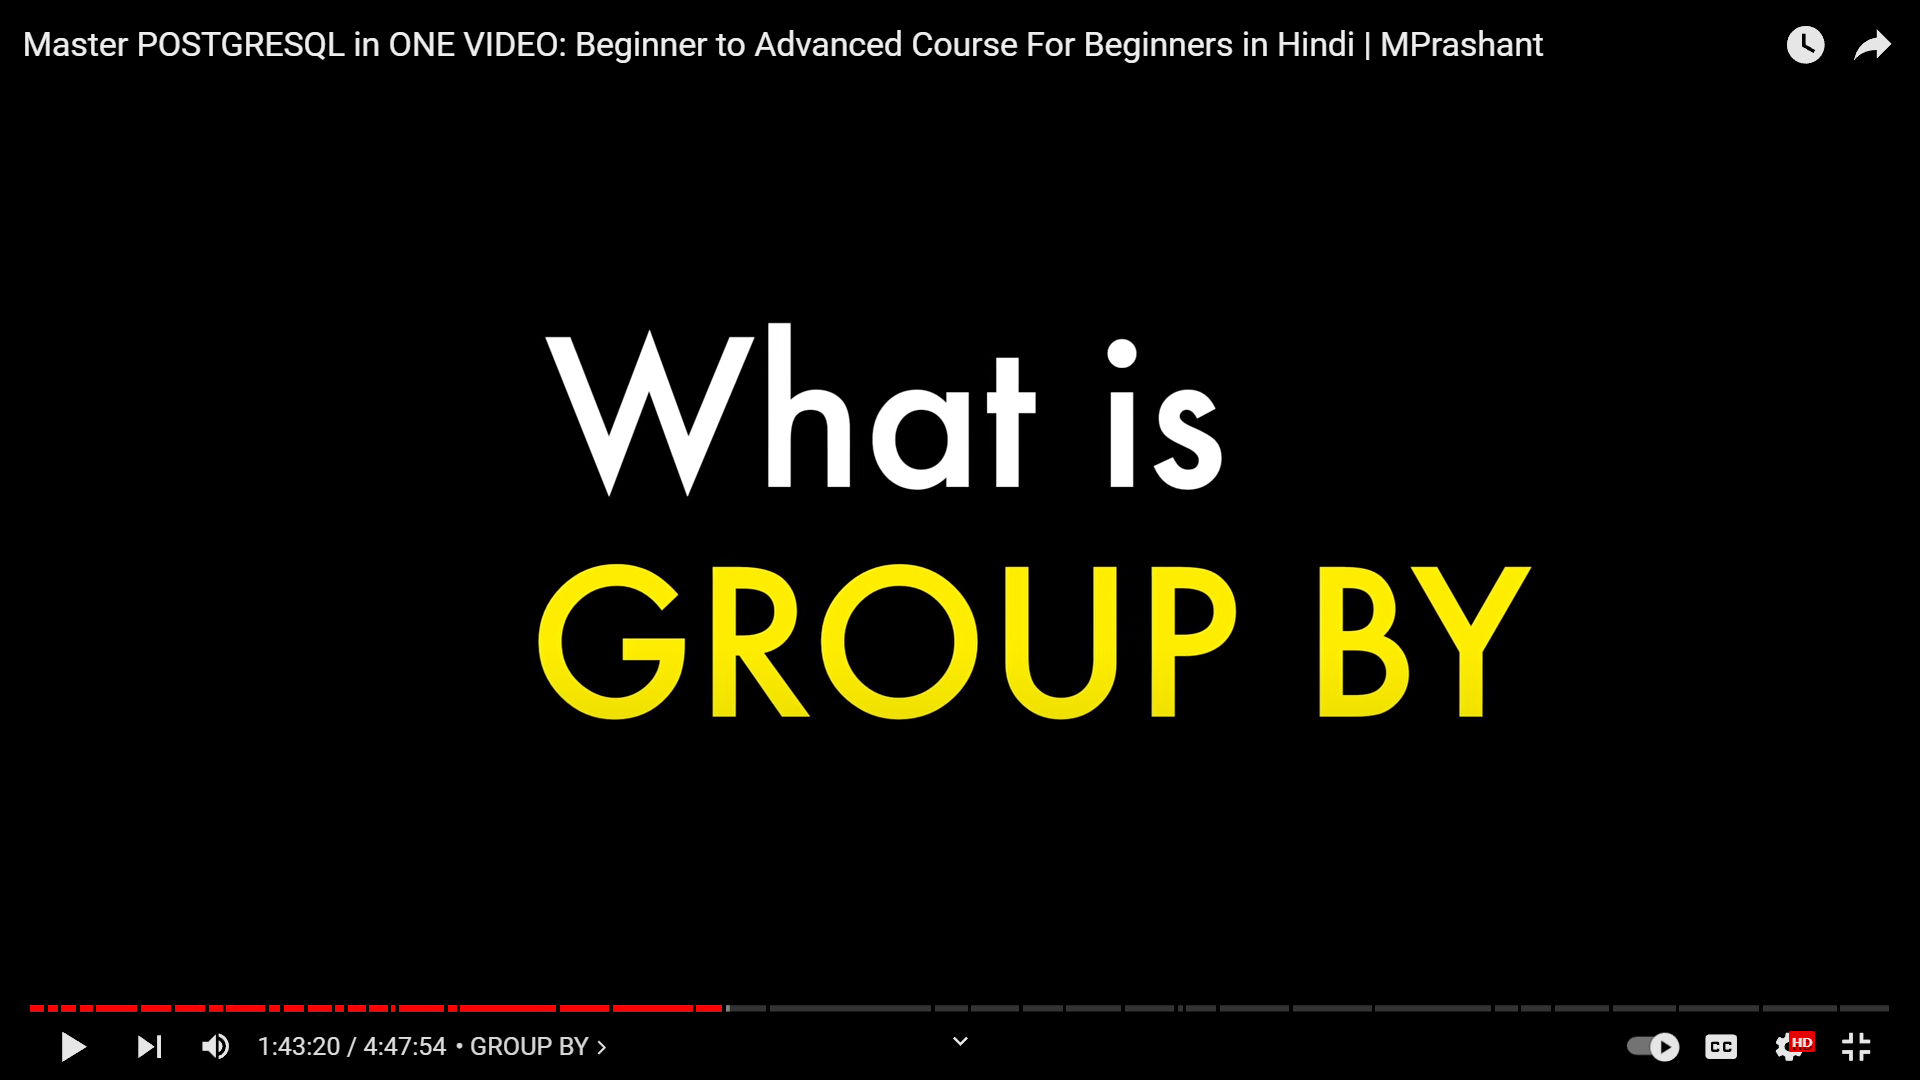 Master POSTGRESQL in ONE VIDEO: Beginner to Advanced Course For Beginners in Hindi | MPrashant
What is
GROUP BY
1:43:20 / 4:47:54 • GROUP BY >
CC
HD